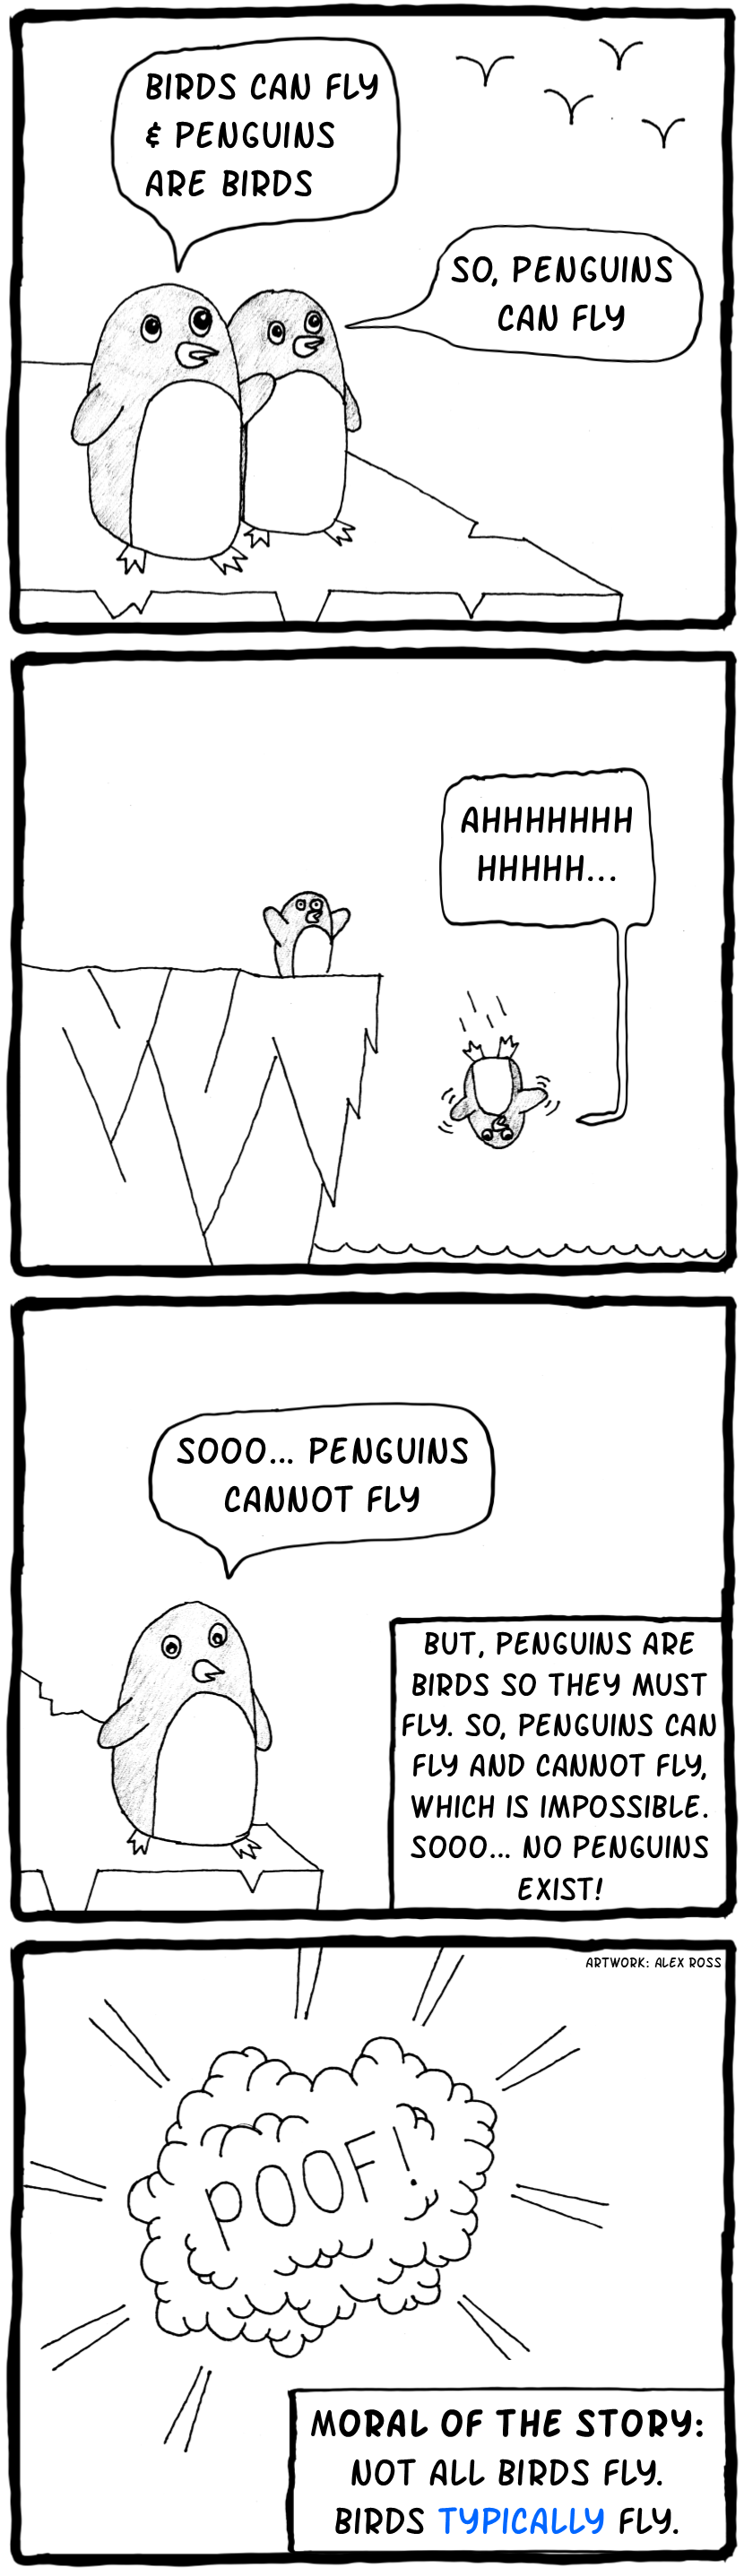 BIRDS CAN FLY
& PENGUINS
ARE BIRDS
SO, PENGUINS
CAN FLY
AHHHHHHH
HHHHH...
SOOO... PENGUINS
CANNOT FLY
BUT, PENGUINS ARE
BIRDS SO THEY MUST
FLY. SO, PENGUINS CAN
FLY AND CANNOT FLY,
WHICH IS IMPOSSIBLE.
SOOO... NO PENGUINS
EXIST!
ARTWORK: ALEX ROSS
POOF!
MORAL OF THE STORY:
NOT ALL BIRDS FLY.
BIRDS TYPICALLY FLY.